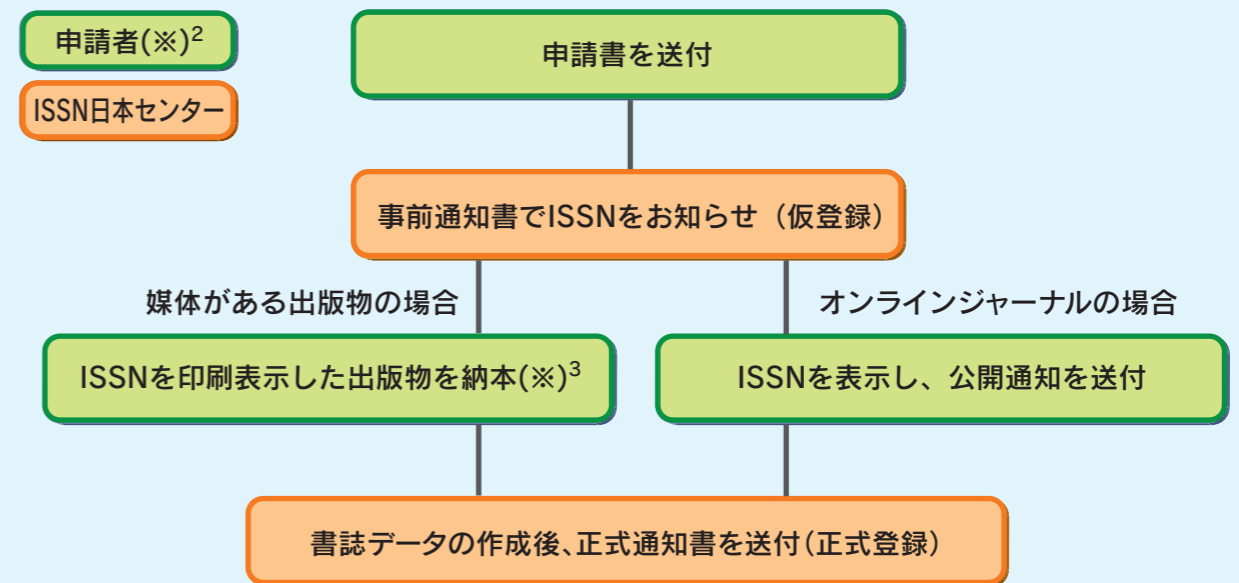 申請者(※)2
ISSN日本センター
申請書を送付
事前通知書でISSNをお知らせ（仮登録）
媒体がある出版物の場合
オンラインジャーナルの場合
ISSNを印刷表示した出版物を納本(※)3
ISSNを表示し、公開通知を送付
書誌データの作成後、正式通知書を送付(正式登録)